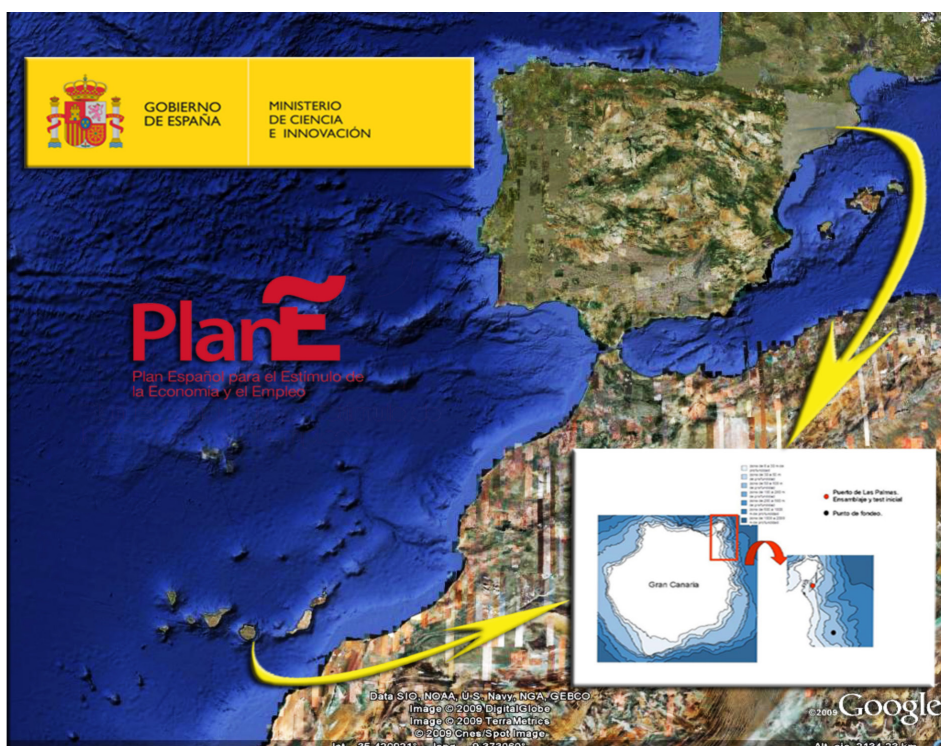 GOBIERNO
DE ESPAÑA
MINISTERIO
DE CIENCIA
E INNOVACIÓN
PlanE
Plan Español para el Estímulo de
la Economía y el Empleo
Puerto de Las Palmas.
Ensamblaje y test inicial
Punto de fondeo.
Gran Canaria
Data SIO, NOAA, U.S. Navy, NGA, GEBCO
Image © 2009 DigitalGlobe
Image © 2009 TerraMetrics
© 2009 Cnes/Spot Image
©2009 Google